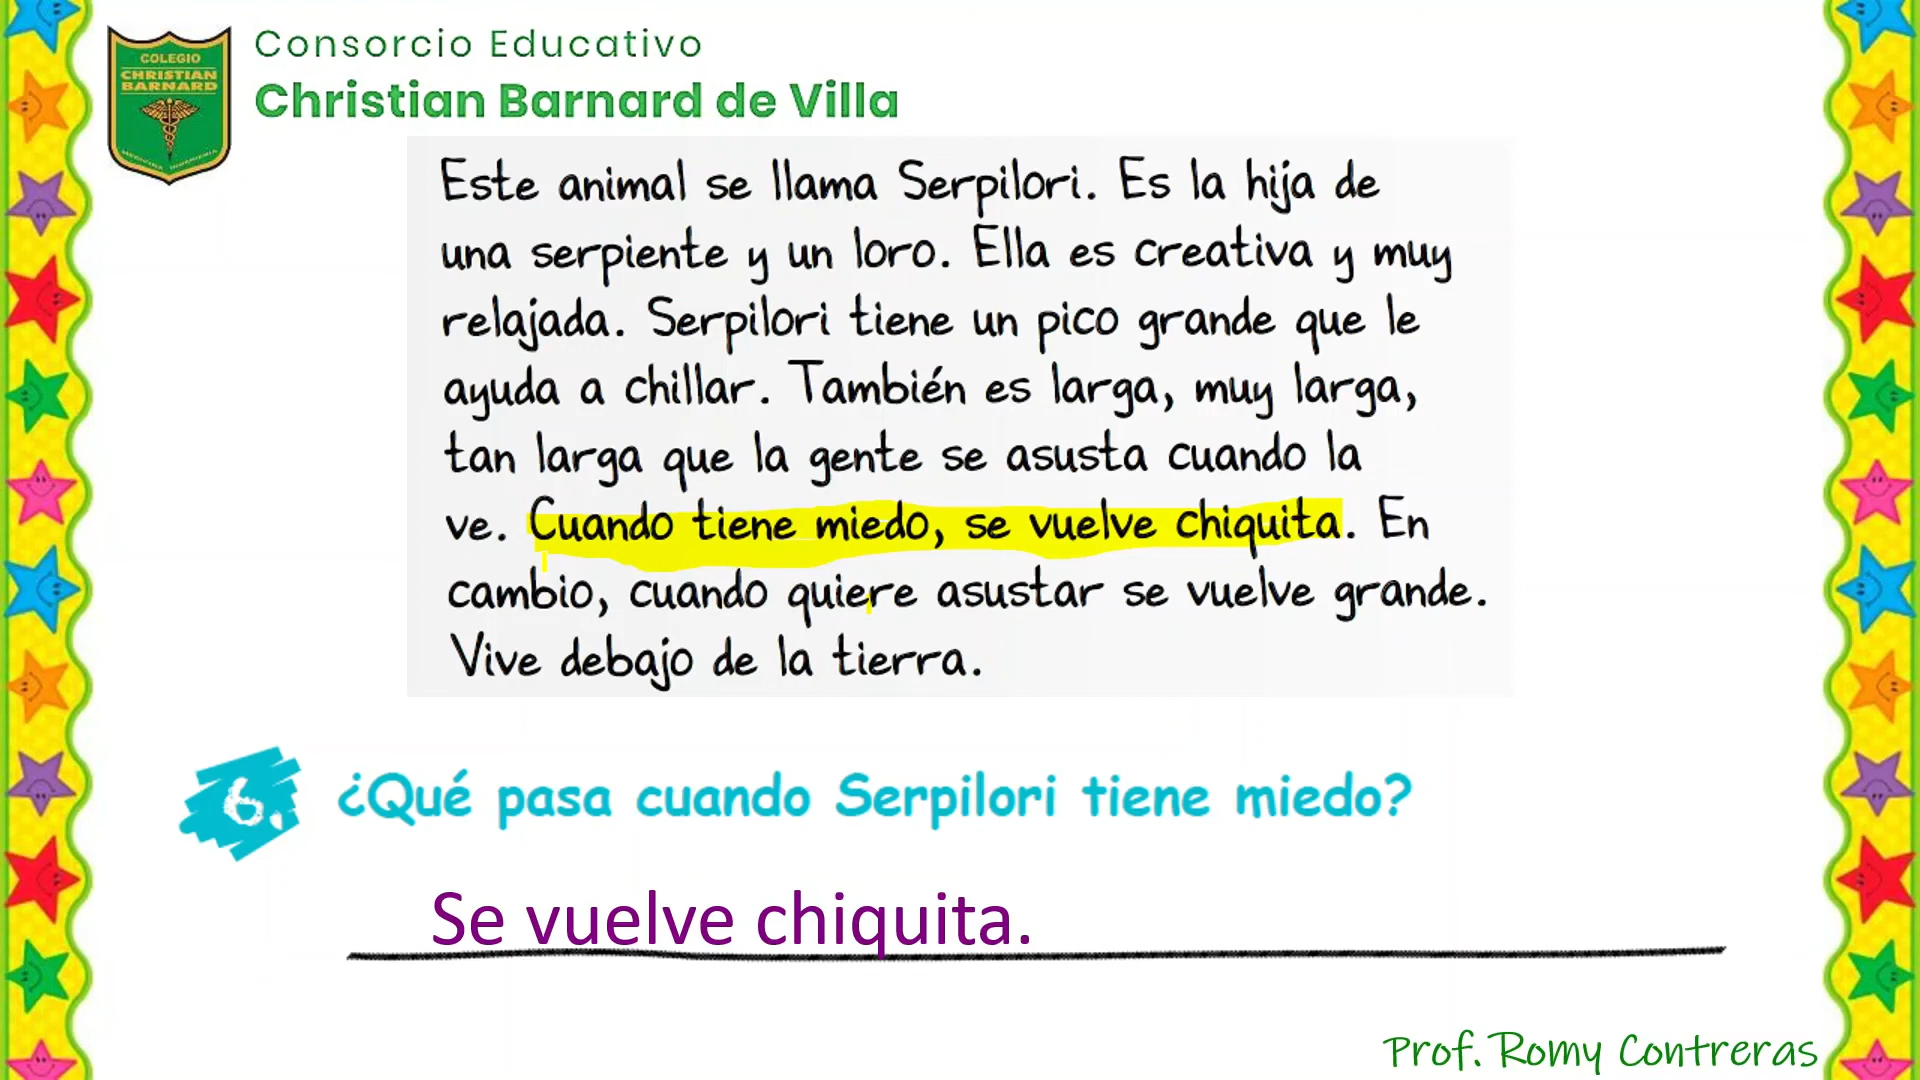 COLEGIO
CHRISTIAN
BARNARD
Consorcio Educativo
Christian Barnard de Villa
Este animal se llama Serpilori. Es la hija de
una serpiente y un loro. Ella es creativa y muy
relajada. Serpilori tiene un pico grande que le
ayuda a chillar. También es larga, muy larga,
tan larga que la gente se asusta cuando la
ve. Cuando tiene miedo, se vuelve chiquita. En
cambio, cuando quiere asustar se vuelve grande.
Vive debajo de la tierra.
6. ¿Qué pasa cuando Serpilori tiene miedo?
Se vuelve chiquita.
Prof. Romy Contreras